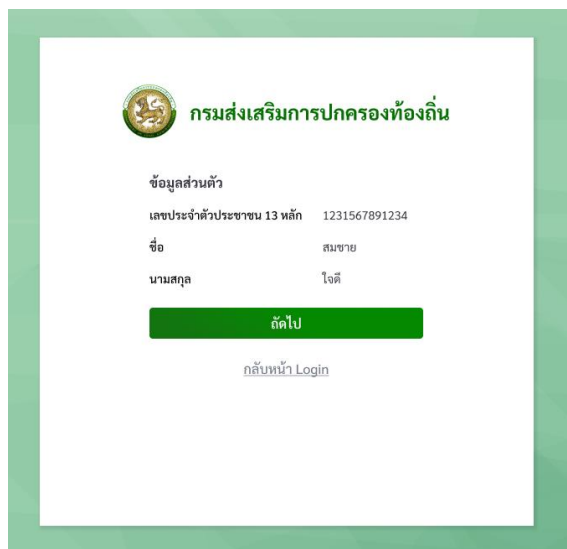 กรมส่งเสริมการปกครองท้องถิ่น
ข้อมูลส่วนตัว
เลขประจำตัวประชาชน 13 หลัก 1231567891234
ชื่อ สมชาย
นามสกุล ใจดี
ถัดไป
กลับหน้า Login